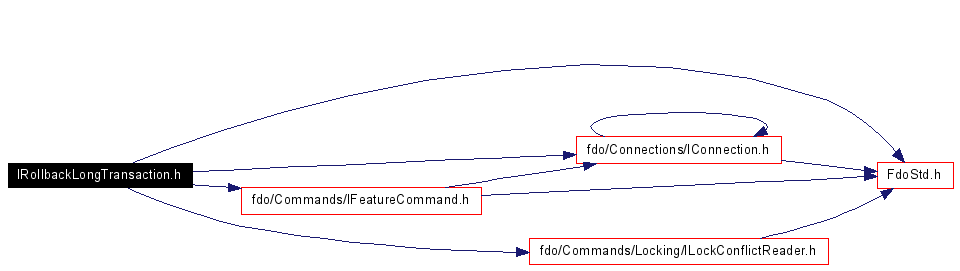 fdo/Connections/IConnection.h
IRollbackLongTransaction.h
FdoStd.h
fdo/Commands/IFeatureCommand.h
fdo/Commands/Locking/ILockConflictReader.h